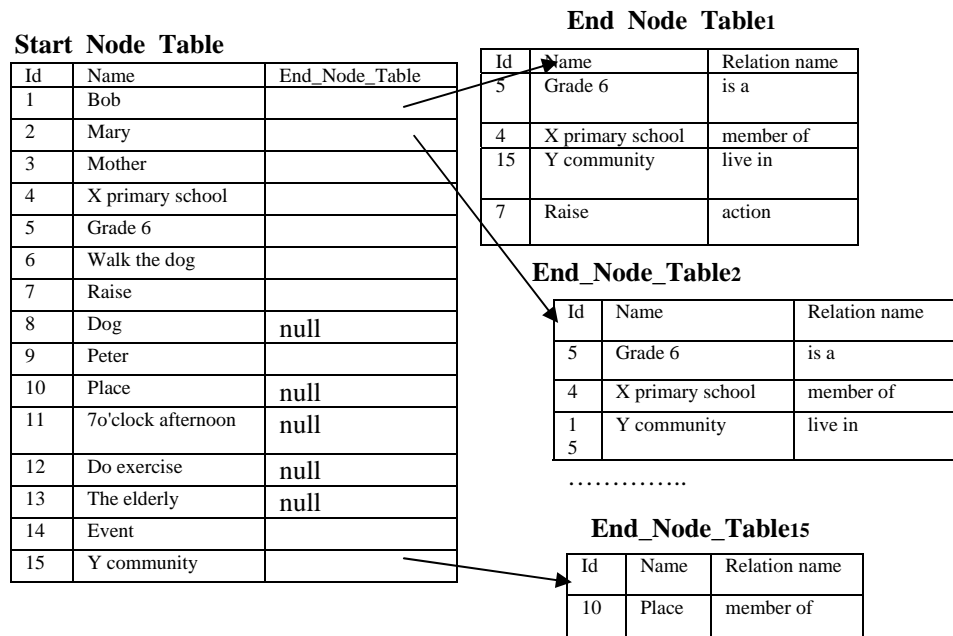 Start Node Table
Id Name End_Node_Table
1 Bob
2 Mary
3 Mother
4 X primary school
5 Grade 6
6 Walk the dog
7 Raise
8 Dog null
9 Peter
10 Place null
11 7o'clock afternoon null
12 Do exercise null
13 The elderly null
14 Event
15 Y community
End Node Table1
Id Name Relation name
5 Grade 6 is a
4 X primary school member of
15 Y community live in
7 Raise action
End_Node_Table2
Id Name Relation name
5 Grade 6 is a
4 X primary school member of
1 Y community live in
5
…………..
End_Node_Table15
Id Name Relation name
10 Place member of